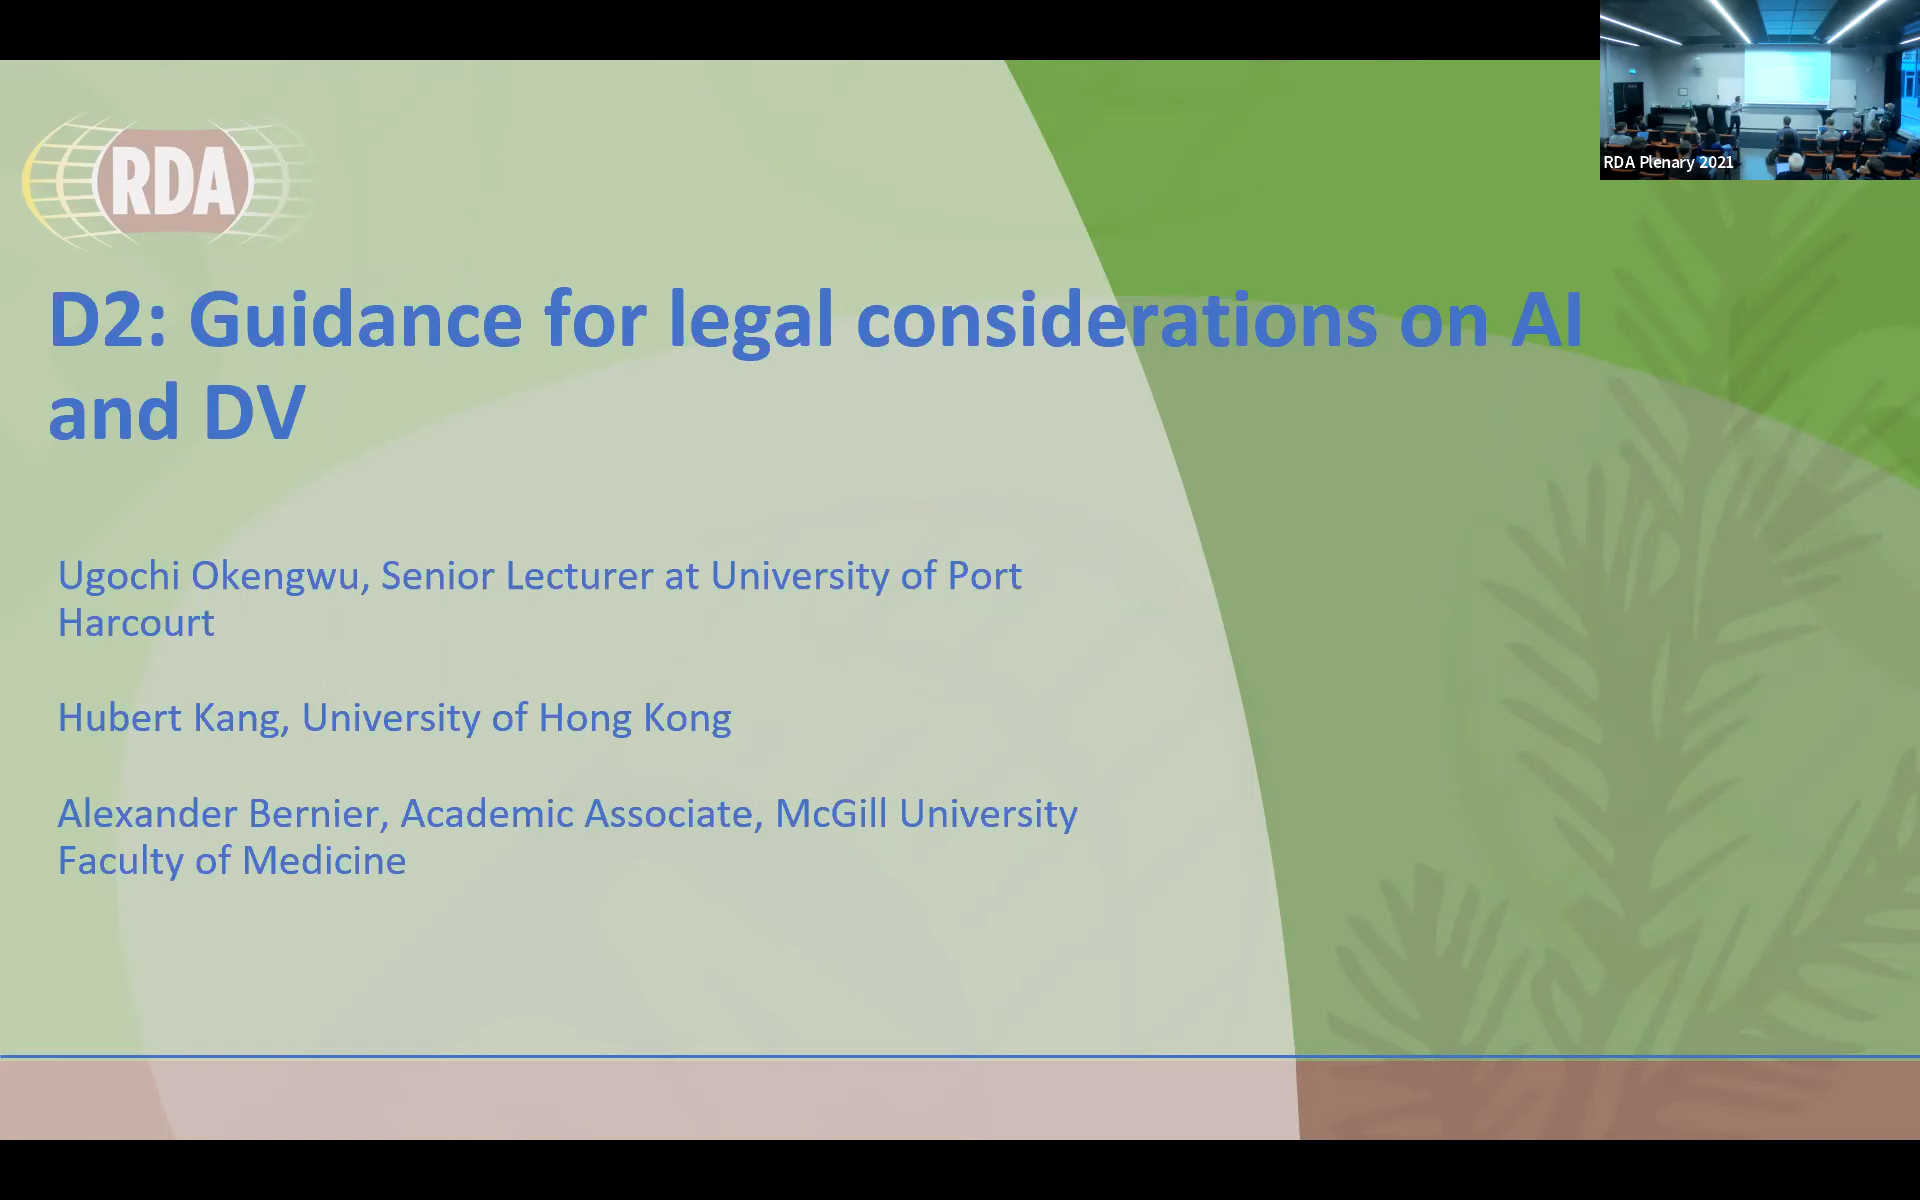 RDA
RDA Plenary 2021
D2: Guidance for legal considerations on AI
and DV
Ugochi Okengwu, Senior Lecturer at University of Port
Harcourt
Hubert Kang, University of Hong Kong
Alexander Bernier, Academic Associate, McGill University
Faculty of Medicine